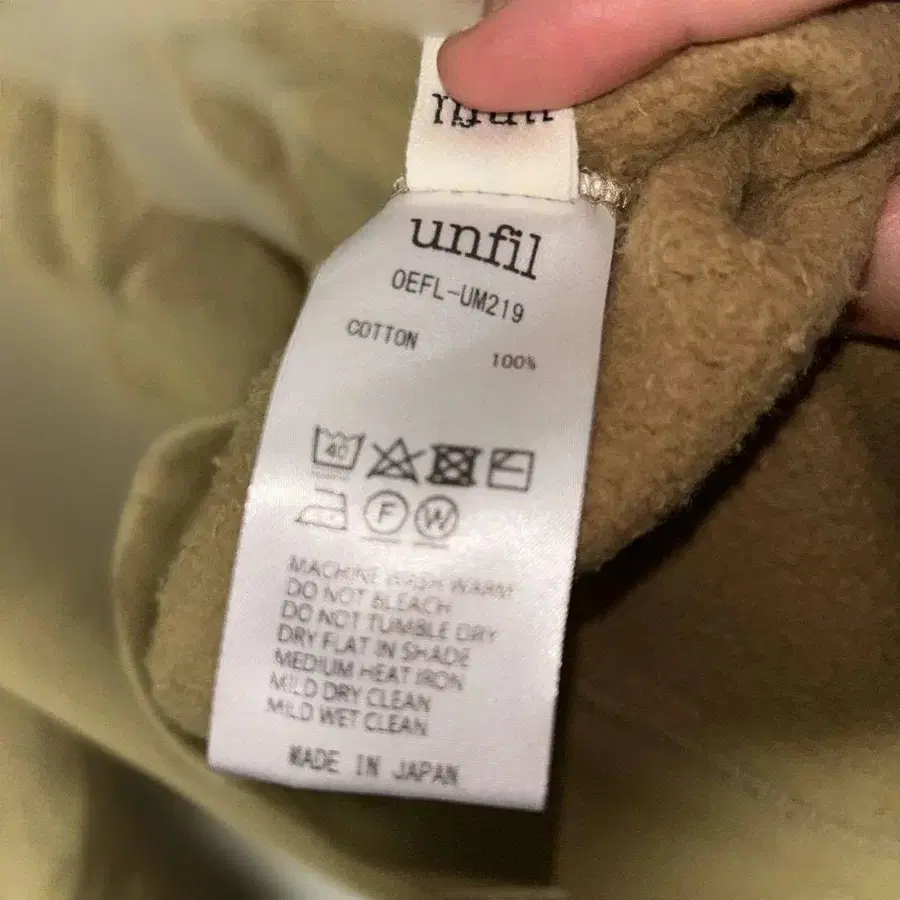 unfil
OEFL-UM219
COTTON 100%
40
F W
MACHINE WASH WARM
DO NOT BLEACH
DO NOT TUMBLE DRY
DRY FLAT IN SHADE
MEDIUM HEAT IRON
MILD DRY CLEAN
MILD WET CLEAN
MADE IN JAPAN